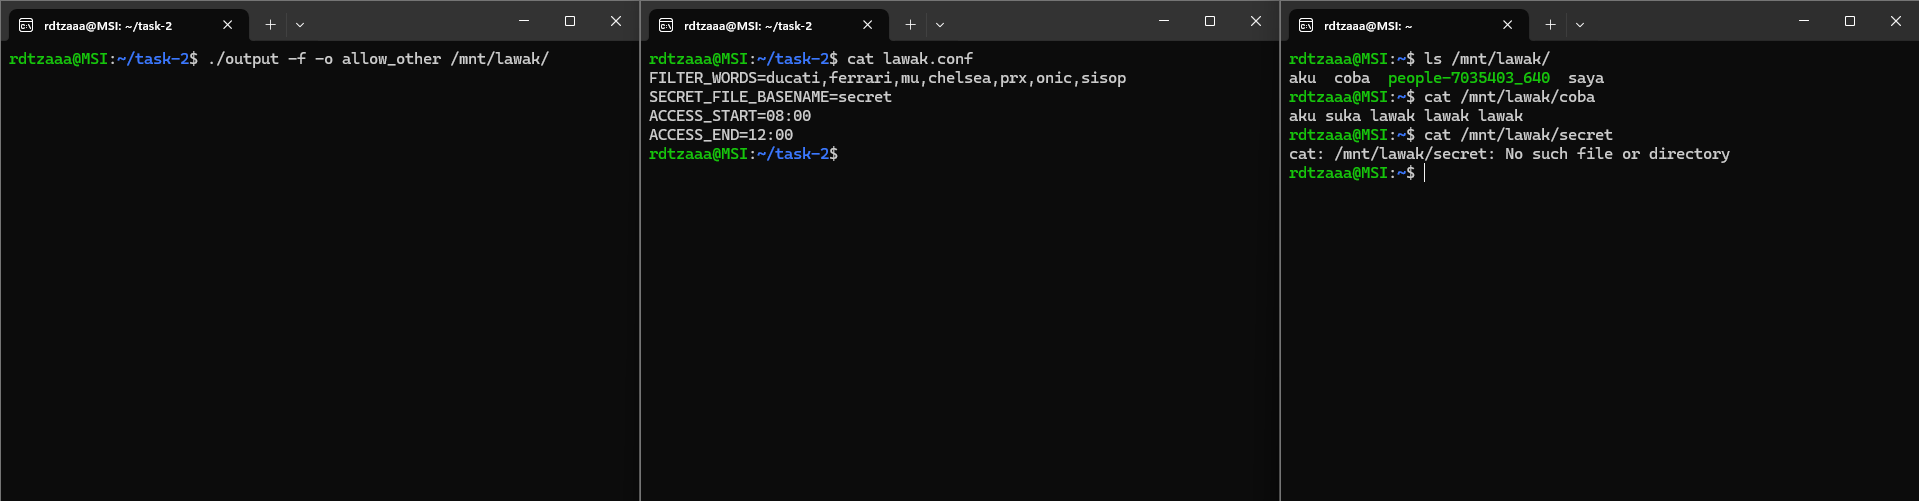 rdtzaaa@MSI: ~/task-2
rdtzaaa@MSI:~/task-2$ ./output -f -o allow_other /mnt/lawak/
rdtzaaa@MSI: ~/task-2
rdtzaaa@MSI:~/task-2$ cat lawak.conf
FILTER_WORDS=ducati,ferrari,mu,chelsea,prx,onic,sisop
SECRET_FILE_BASENAME=secret
ACCESS_START=08:00
ACCESS_END=12:00
rdtzaaa@MSI:~/task-2$
rdtzaaa@MSI: ~
rdtzaaa@MSI:~$ ls /mnt/lawak/
aku  coba  people-7035403_640  saya
rdtzaaa@MSI:~$ cat /mnt/lawak/coba
aku suka lawak lawak lawak
rdtzaaa@MSI:~$ cat /mnt/lawak/secret
cat: /mnt/lawak/secret: No such file or directory
rdtzaaa@MSI:~$